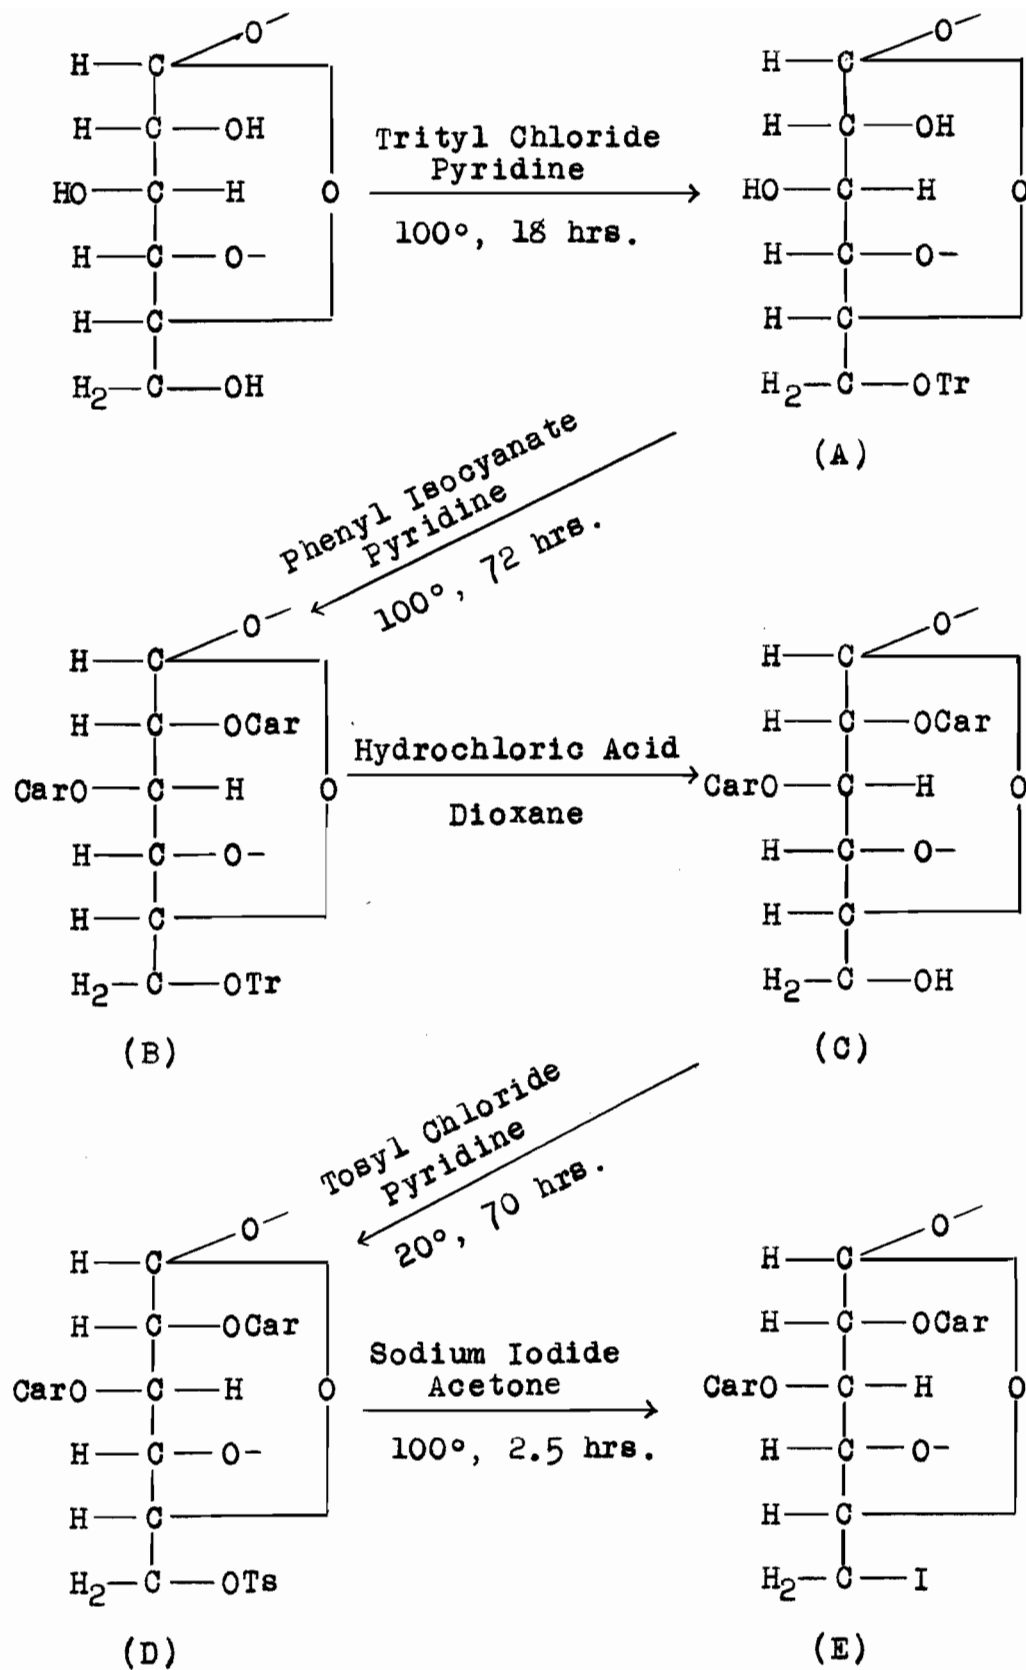 O
H—C
H—C—OH
HO—C—H
O
H—C—O-
H—C
H2—C—OH
Trityl Chloride
Pyridine
100°, 18 hrs.
O
H—C
H—C—OH
HO—C—H
O
H—C—O-
H—C
H2—C—OTr
(A)
Phenyl Isocyanate
Pyridine
100°, 72 hrs.
O
H—C
H—C—OCar
CarO—C—H
O
H—C—O-
H—C
H2—C—OTr
(B)
Hydrochloric Acid
Dioxane
O
H—C
H—C—OCar
CarO—C—H
O
H—C—O-
H—C
H2—C—OH
(C)
Tosyl Chloride
Pyridine
20°, 70 hrs.
O
H—C
H—C—OCar
CarO—C—H
O
H—C—O-
H—C
H2—C—OTs
(D)
Sodium Iodide
Acetone
100°, 2.5 hrs.
O
H—C
H—C—OCar
CarO—C—H
O
H—C—O-
H—C
H2—C—I
(E)